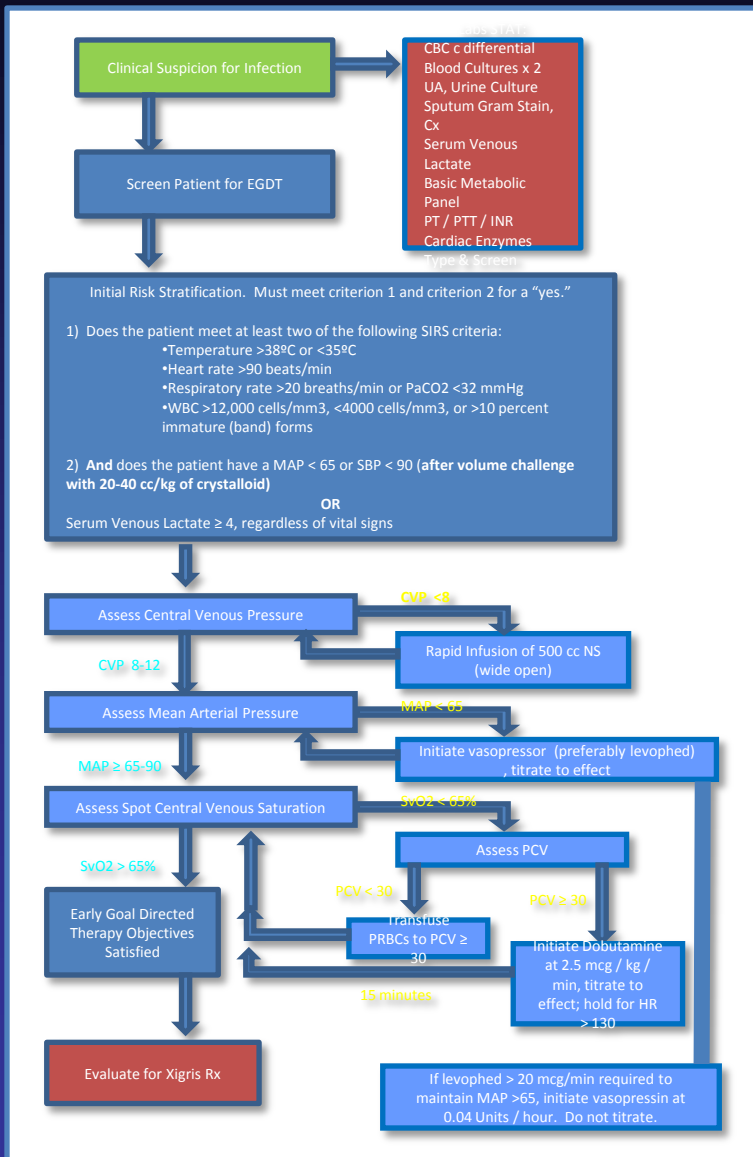 Clinical Suspicion for Infection
STAT:
CBC c differential
Blood Cultures x 2
UA, Urine Culture
Sputum Gram Stain,
Cx
Serum Venous
Lactate
Basic Metabolic
Panel
PT / PTT / INR
Cardiac Enzymes
Type & Screen
Screen Patient for EGDT
Initial Risk Stratification.  Must meet criterion 1 and criterion 2 for a “yes.”
1)  Does the patient meet at least two of the following SIRS criteria:
•Temperature >38ºC or <35ºC
•Heart rate >90 beats/min
•Respiratory rate >20 breaths/min or PaCO2 <32 mmHg
•WBC >12,000 cells/mm3, <4000 cells/mm3, or >10 percent
immature (band) forms
2)  And does the patient have a MAP < 65 or SBP < 90 (after volume challenge
with 20-40 cc/kg of crystalloid)
OR
Serum Venous Lactate ≥ 4, regardless of vital signs
Assess Central Venous Pressure
CVP  <8
Rapid Infusion of 500 cc NS
(wide open)
CVP  8-12
Assess Mean Arterial Pressure
MAP < 65
Initiate vasopressor  (preferably levophed)
, titrate to effect
MAP ≥ 65-90
Assess Spot Central Venous Saturation
SvO2 < 65%
Assess PCV
SvO2 > 65%
PCV < 30
PCV ≥ 30
Early Goal Directed
Therapy Objectives
Satisfied
Transfuse
PRBCs to PCV ≥
30
Initiate Dobutamine
at 2.5 mcg / kg /
min, titrate to
effect; hold for HR
> 130
15 minutes
Evaluate for Xigris Rx
If levophed > 20 mcg/min required to
maintain MAP >65, initiate vasopressin at
0.04 Units / hour.  Do not titrate.